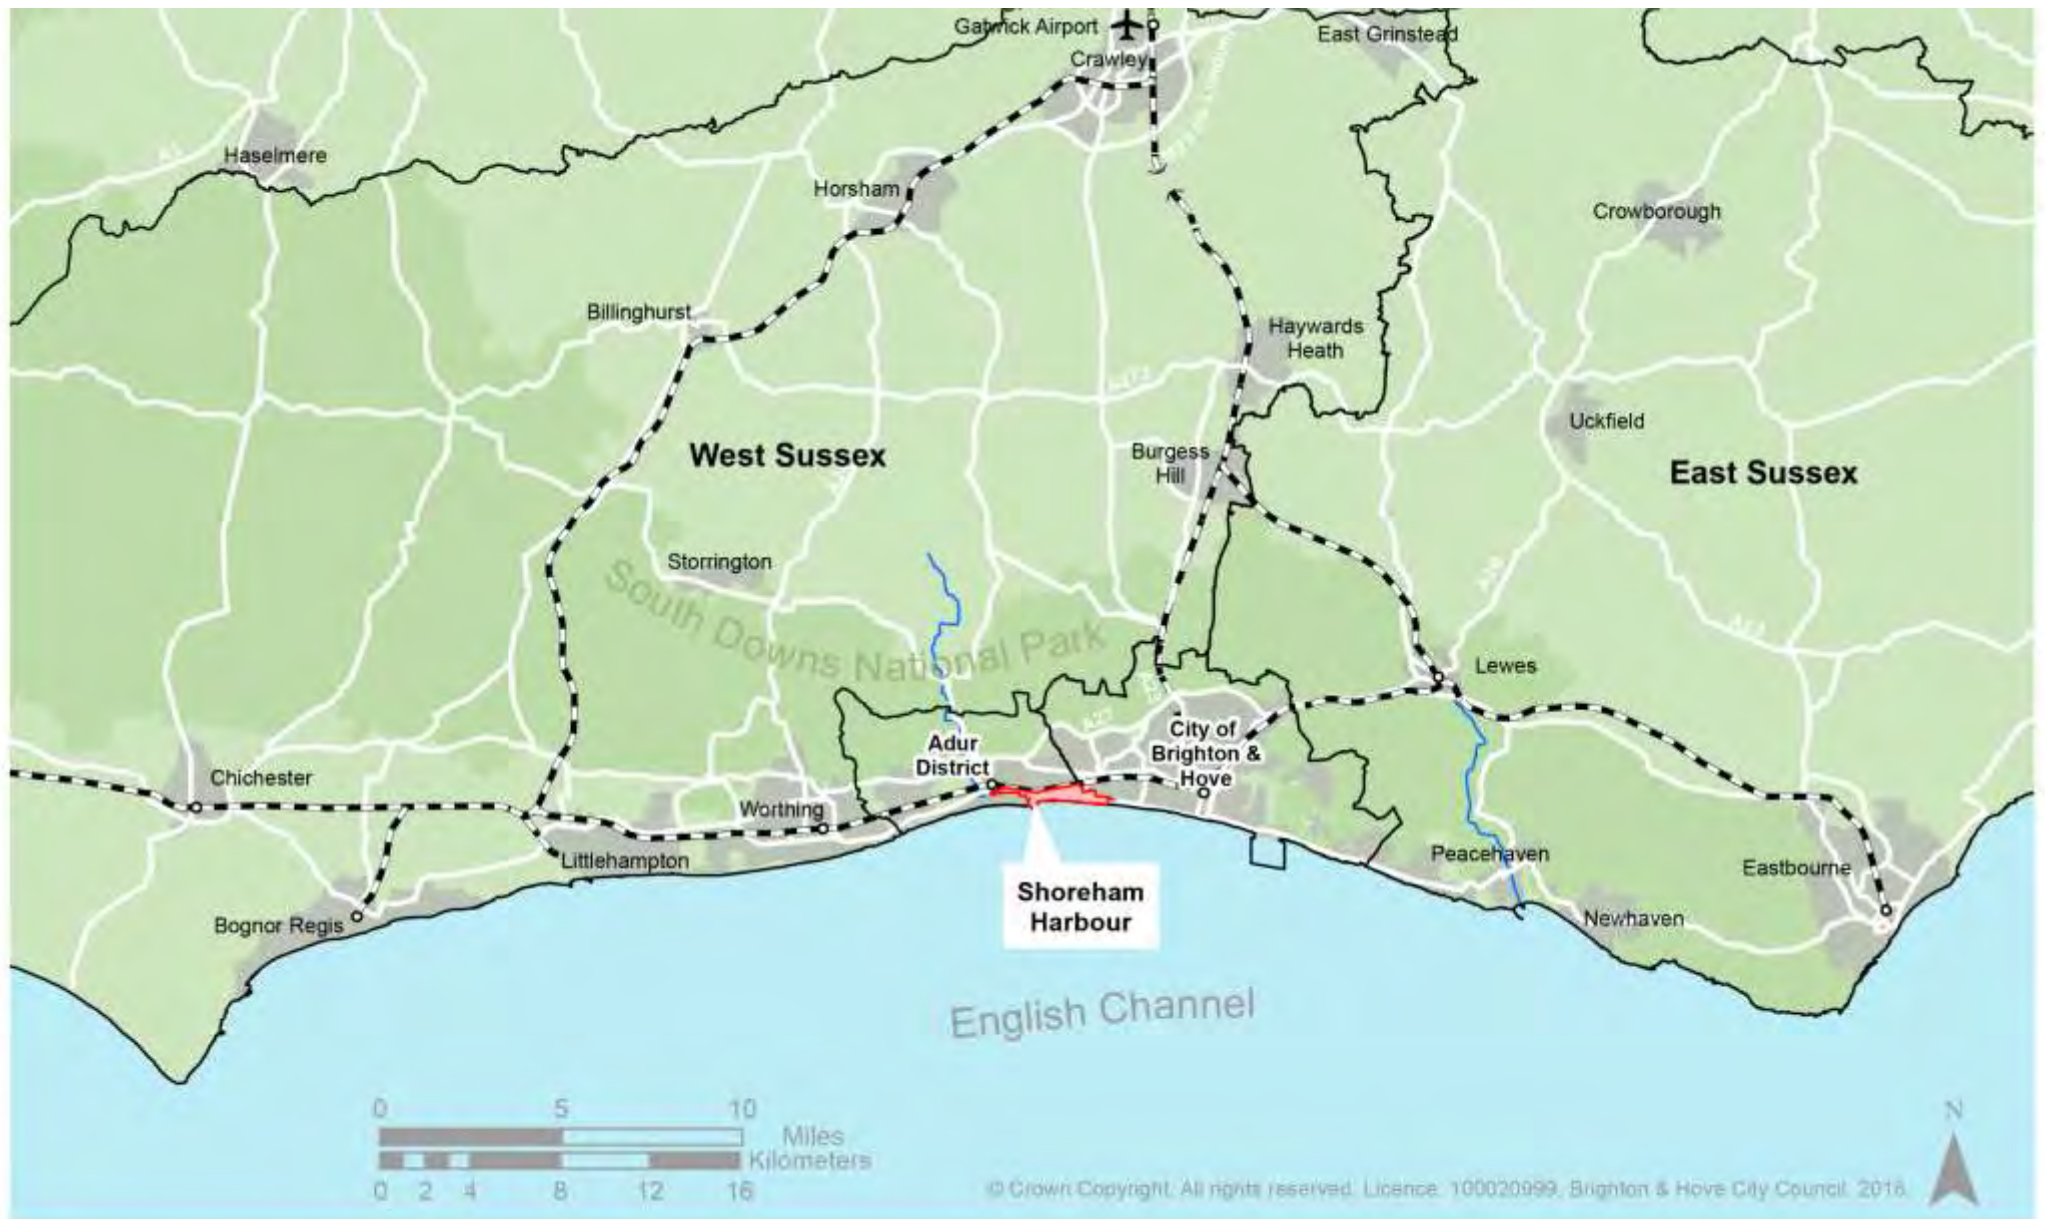 Gatwick Airport
East Grinstead
Crawley
Haselmere
Horsham
Crowborough
Billinghurst
Haywards
Heath
A272
Uckfield
West Sussex
Burgess
Hill
East Sussex
Storrington
South Downs National Park
Lewes
A27
City of
Brighton &
Hove
Adur
District
Chichester
Worthing
Littlehampton
Peacehaven
Eastbourne
Bognor Regis
Newhaven
Shoreham
Harbour
English Channel
0 5 10
Miles
Kilometers
0 2 4 8 12 16
N
© Crown Copyright. All rights reserved. Licence: 100020999, Brighton & Hove City Council. 2016.